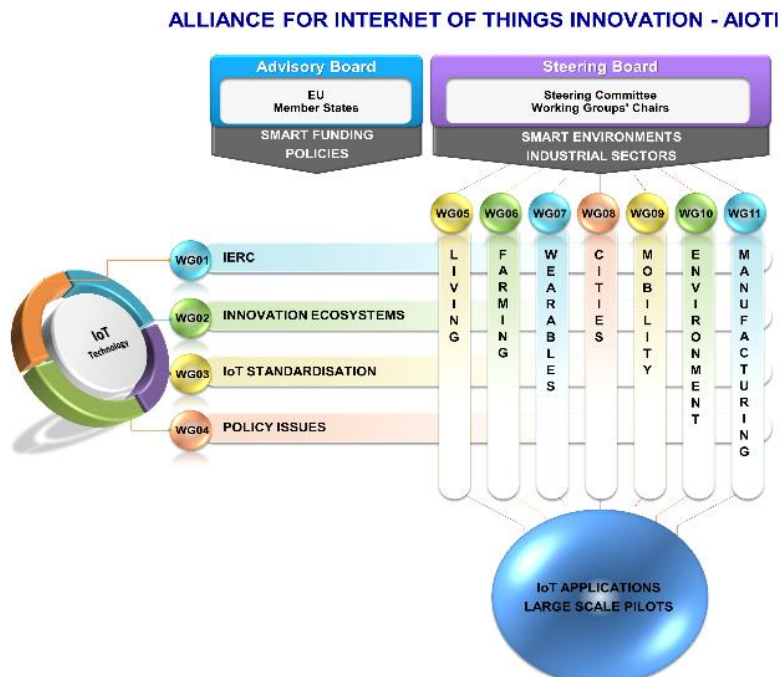 ALLIANCE FOR INTERNET OF THINGS INNOVATION - AIOTI
Advisory Board
EU
Member States
SMART FUNDING
POLICIES
Steering Board
Steering Committee
Working Groups' Chairs
SMART ENVIRONMENTS
INDUSTRIAL SECTORS
WG05
WG06
WG07
WG08
WG09
WG10
WG11
LIVING
FARMING
WEARABLES
CITIES
MOBILITY
ENVIRONMENT
MANUFACTURING
IoT
Technology
WG01
IERC
WG02
INNOVATION ECOSYSTEMS
WG03
IoT STANDARDISATION
WG04
POLICY ISSUES
IoT APPLICATIONS
LARGE SCALE PILOTS